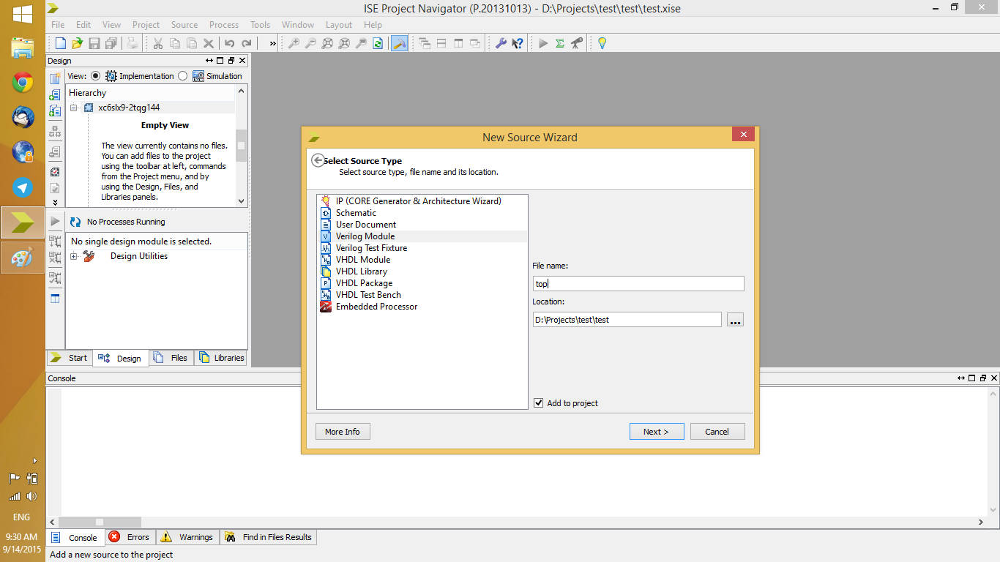 ISE Project Navigator (P.20131013) - D:\Projects\test\test\test.xise
File Edit View Project Source Process Tools Window Layout Help
»
Design
View: Implementation Simulation
Hierarchy
xc6slx9-2tqg144
Empty View
The view currently contains no files.
You can add files to the project
using the toolbar at left, commands
from the Project menu, and by
using the Design, Files, and
Libraries panels.
No Processes Running
No single design module is selected.
Design Utilities
Start Design Files Libraries
New Source Wizard
Select Source Type
Select source type, file name and its location.
IP (CORE Generator & Architecture Wizard)
Schematic
User Document
Verilog Module
Verilog Test Fixture
VHDL Module
VHDL Library
VHDL Package
VHDL Test Bench
Embedded Processor
File name:
top
Location:
D:\Projects\test\test
...
Add to project
More Info
Next >
Cancel
Console
Console Errors Warnings Find in Files Results
Add a new source to the project
ENG
9:30 AM
9/14/2015